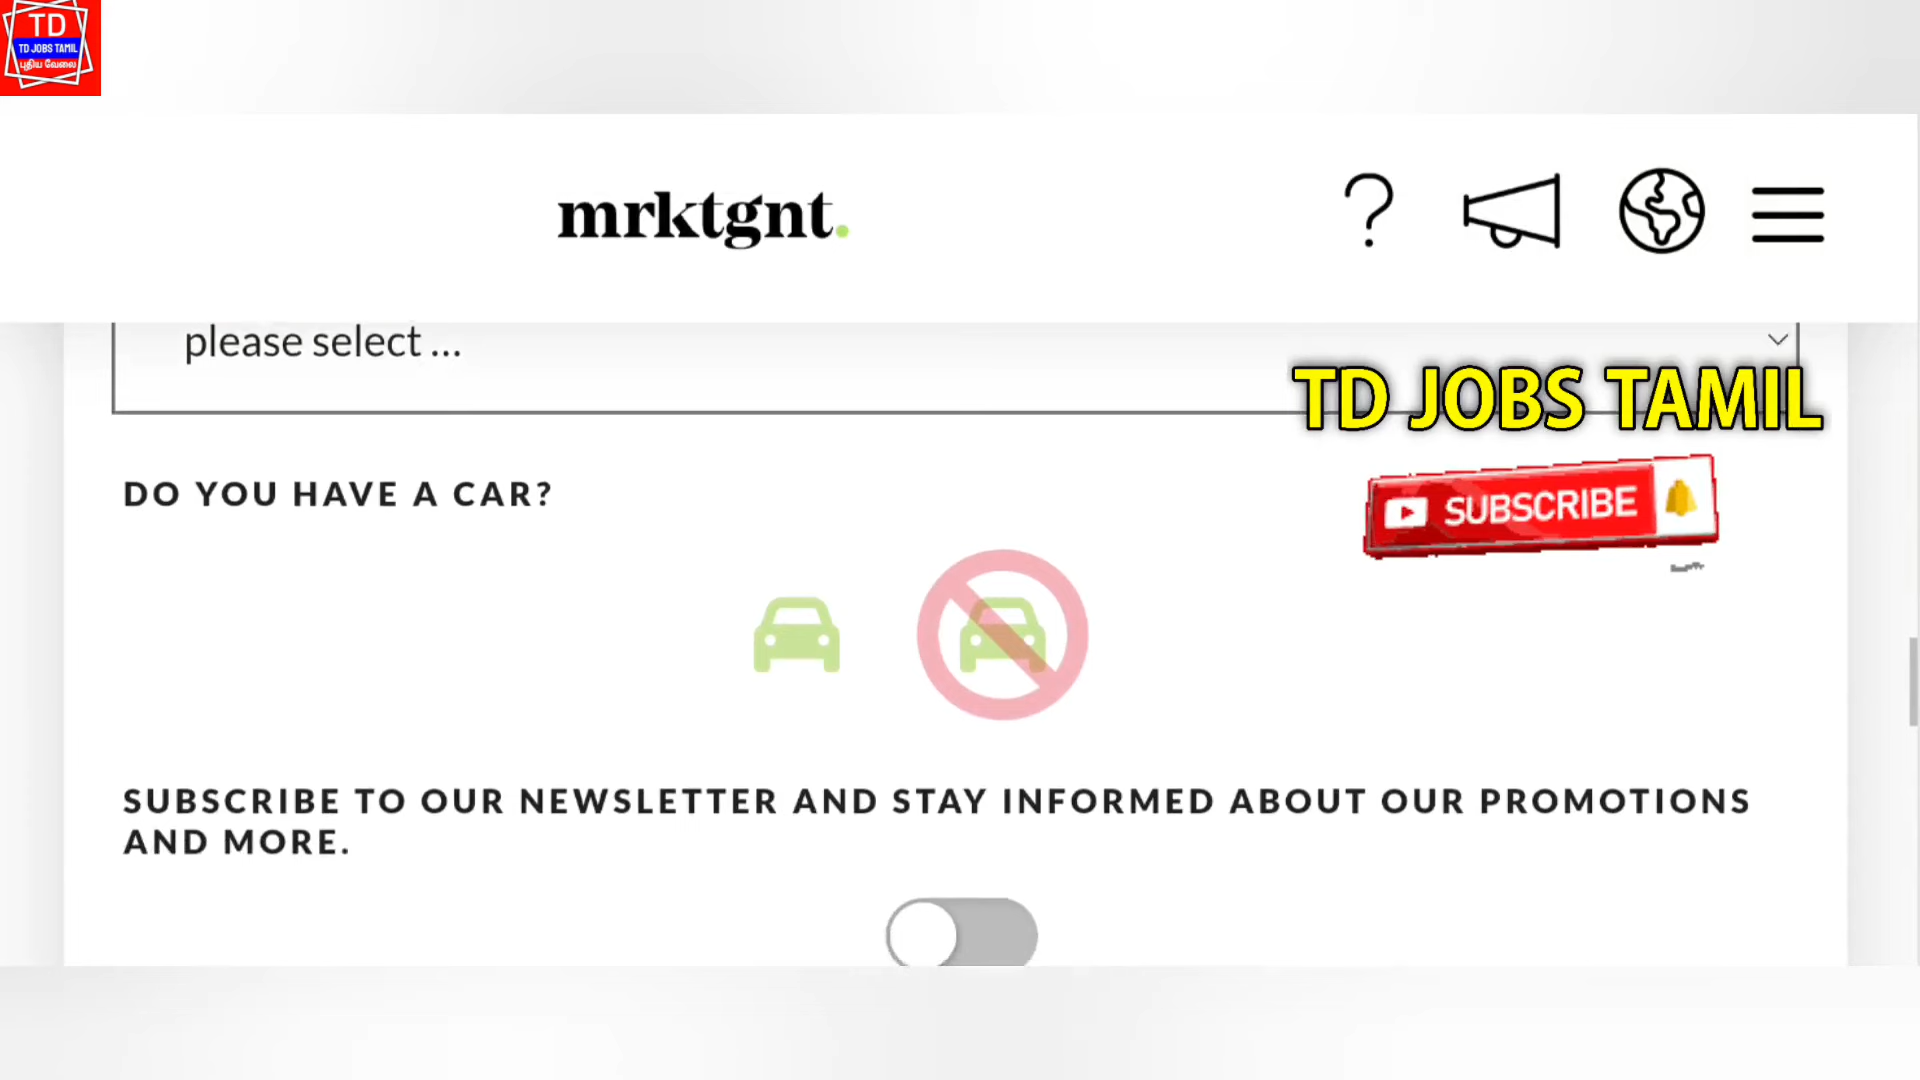 TD
TD JOBS TAMIL
புதிய வேலை
mrktgnt.
please select ...
TD JOBS TAMIL
DO YOU HAVE A CAR?
SUBSCRIBE
SUBSCRIBE TO OUR NEWSLETTER AND STAY INFORMED ABOUT OUR PROMOTIONS
AND MORE.